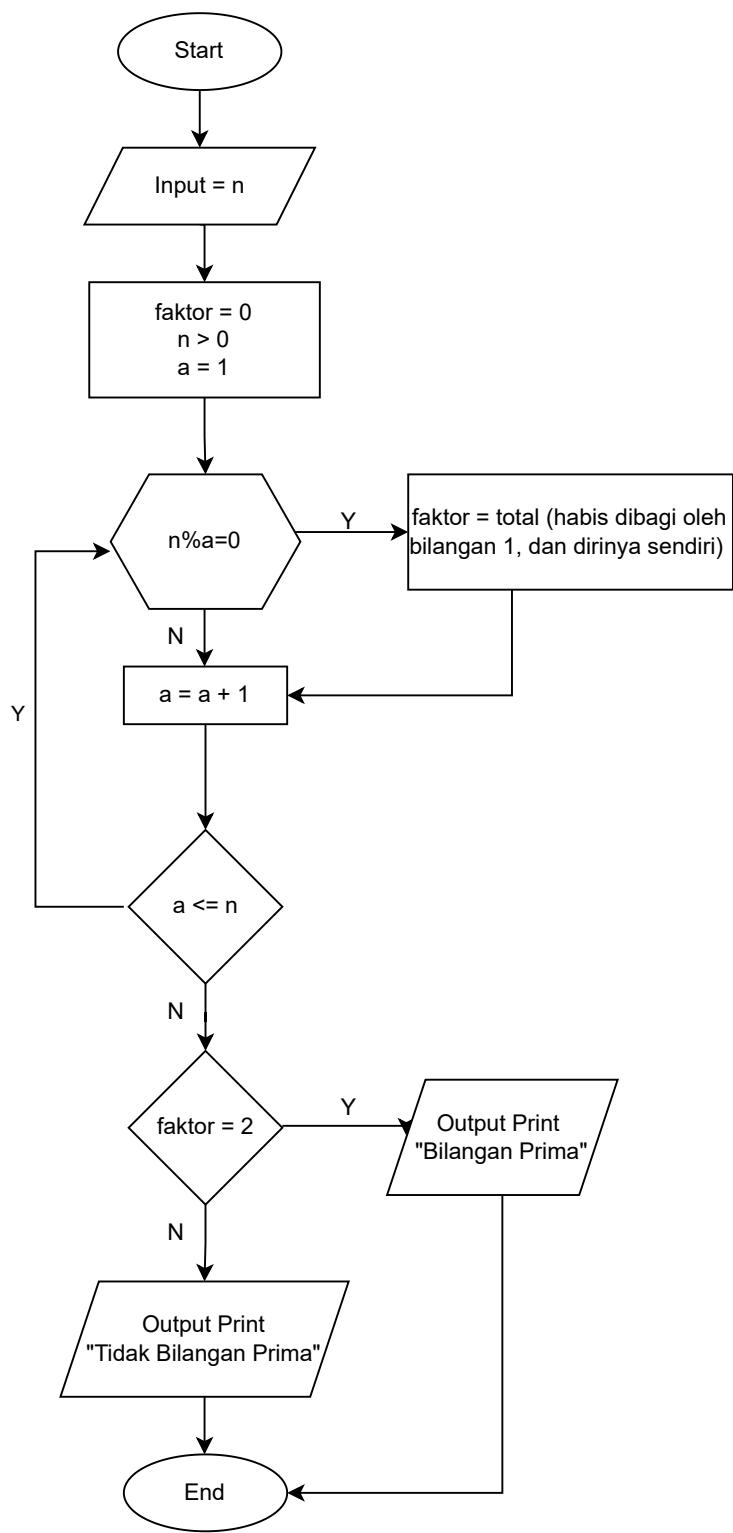 Start
Input = n
faktor = 0
n > 0
a = 1
n%a=0
Y
faktor = total (habis dibagi oleh
bilangan 1, dan dirinya sendiri)
N
a = a + 1
Y
a <= n
N
faktor = 2
Y
Output Print
"Bilangan Prima"
N
Output Print
"Tidak Bilangan Prima"
End